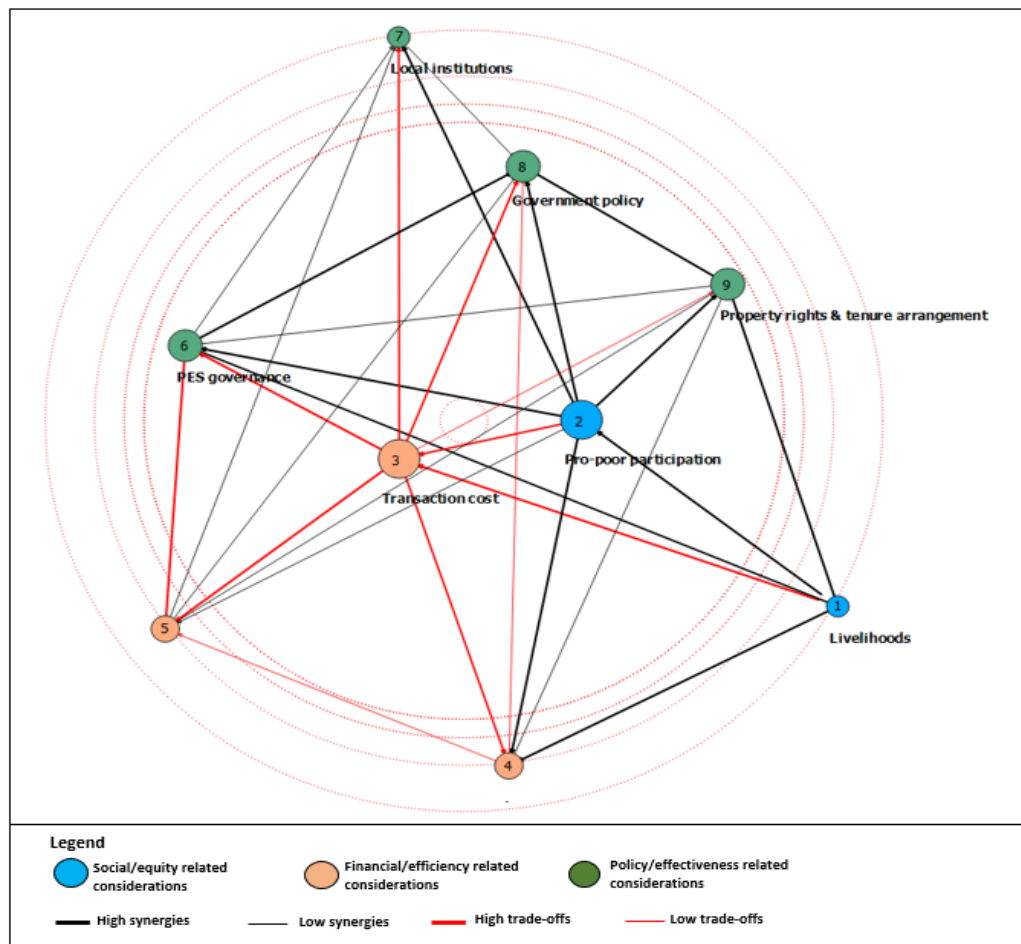 7
Local institutions
8
Government policy
9
Property rights & tenure arrangement
6
PES governance
2
Pro-poor participation
3
Transaction cost
1
Livelihoods
5
4
-
Legend
Social/equity related
considerations
Financial/efficiency related
considerations
Policy/effectiveness related
considerations
High synergies
Low synergies
High trade-offs
Low trade-offs